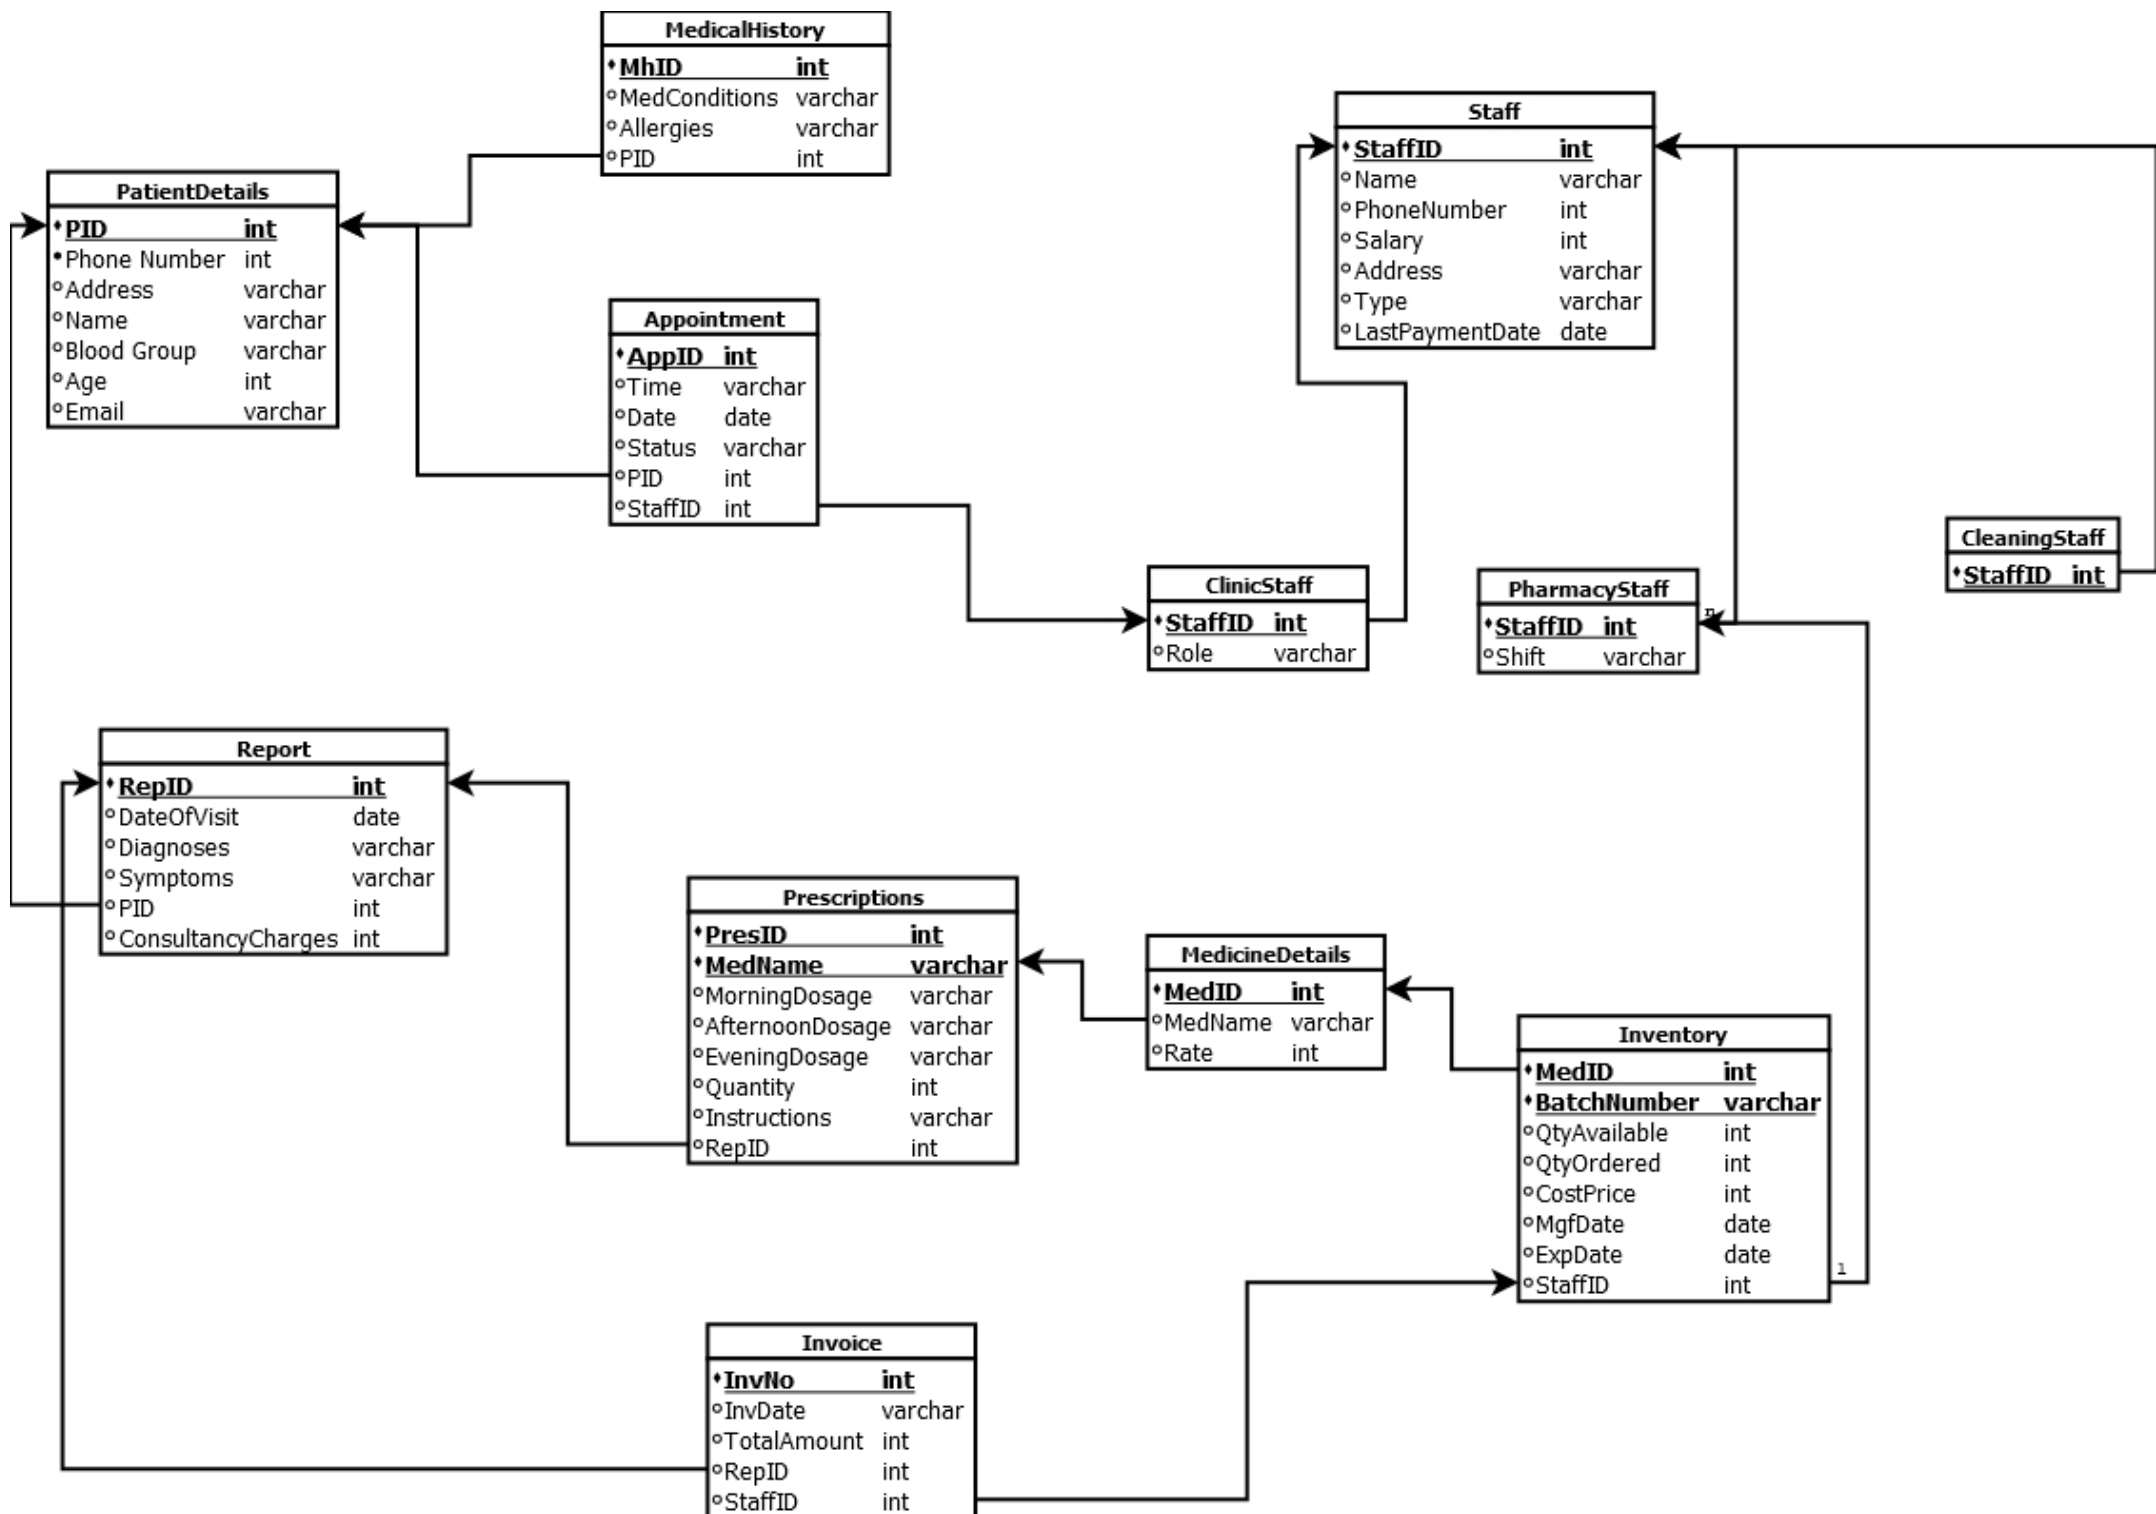 MedicalHistory
MhID int
MedConditions varchar
Allergies varchar
PID int
Staff
StaffID int
Name varchar
PhoneNumber int
Salary int
Address varchar
Type varchar
LastPaymentDate date
PatientDetails
PID int
Phone Number int
Address varchar
Name varchar
Blood Group varchar
Age int
Email varchar
Appointment
AppID int
Time varchar
Date date
Status varchar
PID int
StaffID int
CleaningStaff
StaffID int
ClinicStaff
StaffID int
Role varchar
PharmacyStaff
StaffID int
Shift varchar
n
Report
RepID int
DateOfVisit date
Diagnoses varchar
Symptoms varchar
PID int
ConsultancyCharges int
Prescriptions
PresID int
MedName varchar
MorningDosage varchar
AfternoonDosage varchar
EveningDosage varchar
Quantity int
Instructions varchar
RepID int
MedicineDetails
MedID int
MedName varchar
Rate int
Inventory
MedID int
BatchNumber varchar
QtyAvailable int
QtyOrdered int
CostPrice int
MgfDate date
ExpDate date
StaffID int
1
Invoice
InvNo int
InvDate varchar
TotalAmount int
RepID int
StaffID int